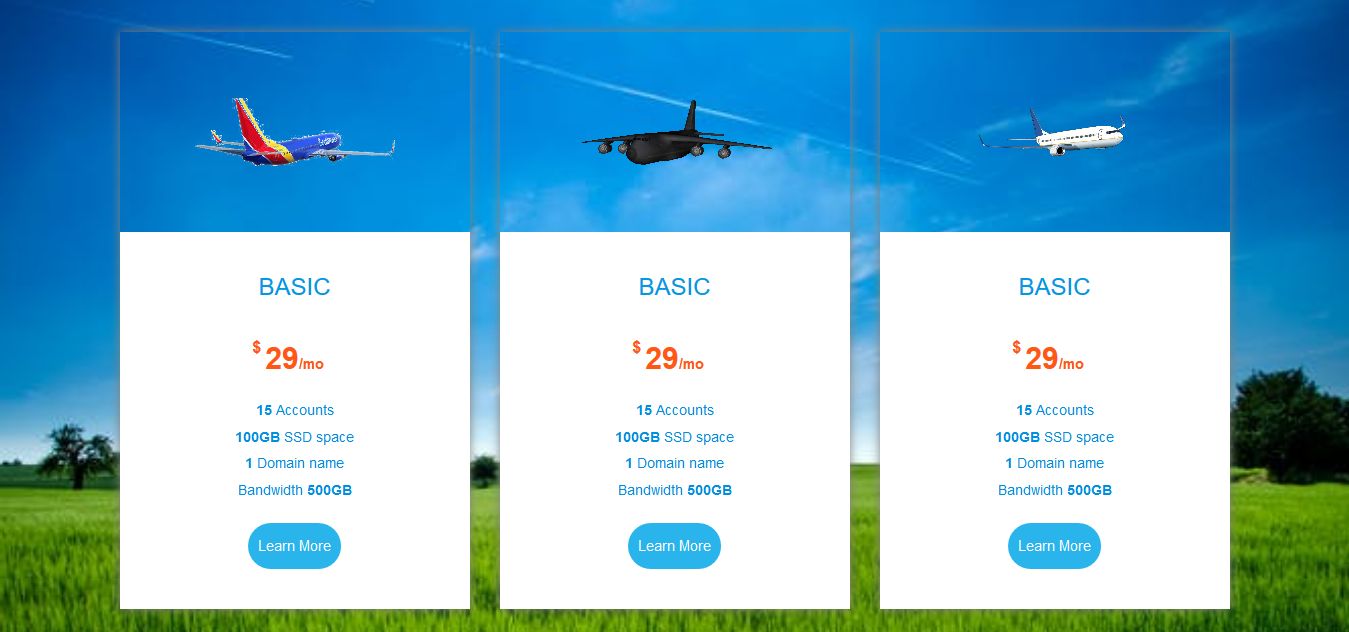 BASIC
$ 29/mo
15 Accounts
100GB SSD space
1 Domain name
Bandwidth 500GB
Learn More
BASIC
$ 29/mo
15 Accounts
100GB SSD space
1 Domain name
Bandwidth 500GB
Learn More
BASIC
$ 29/mo
15 Accounts
100GB SSD space
1 Domain name
Bandwidth 500GB
Learn More